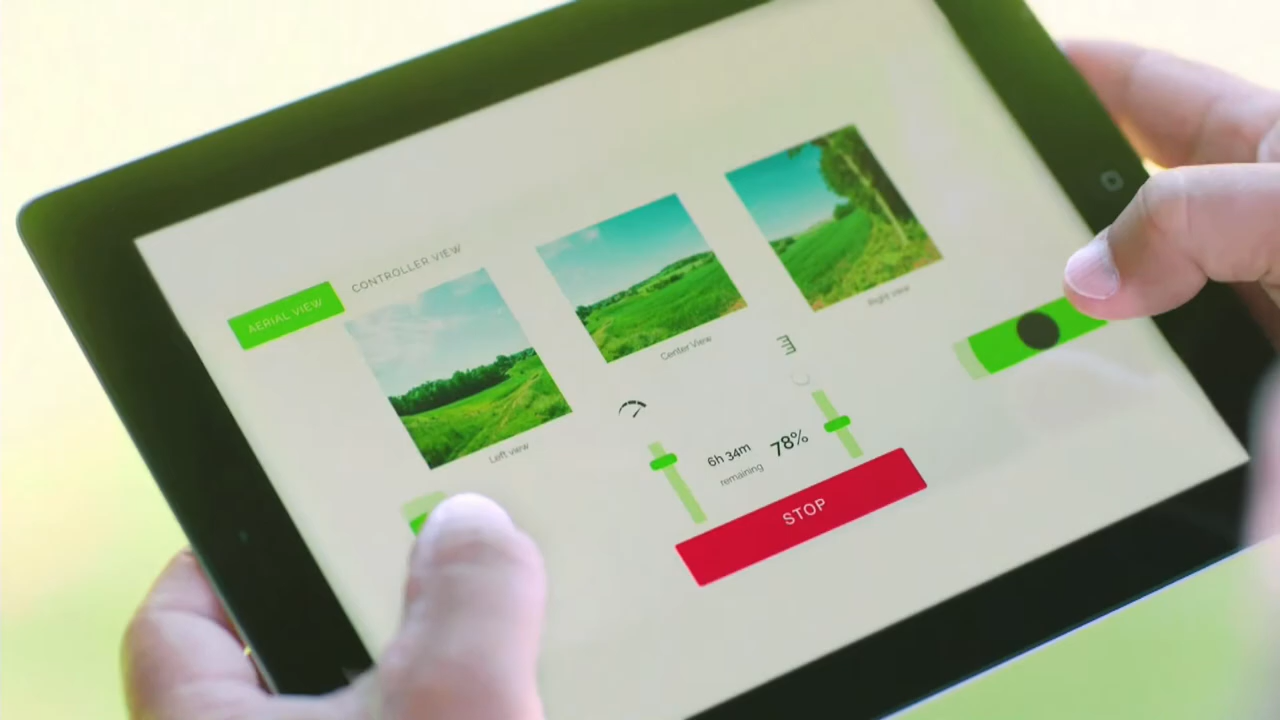 AERIAL VIEW
CONTROLLER VIEW
Left view
Center View
Right view
6h 34m
remaining
78%
STOP